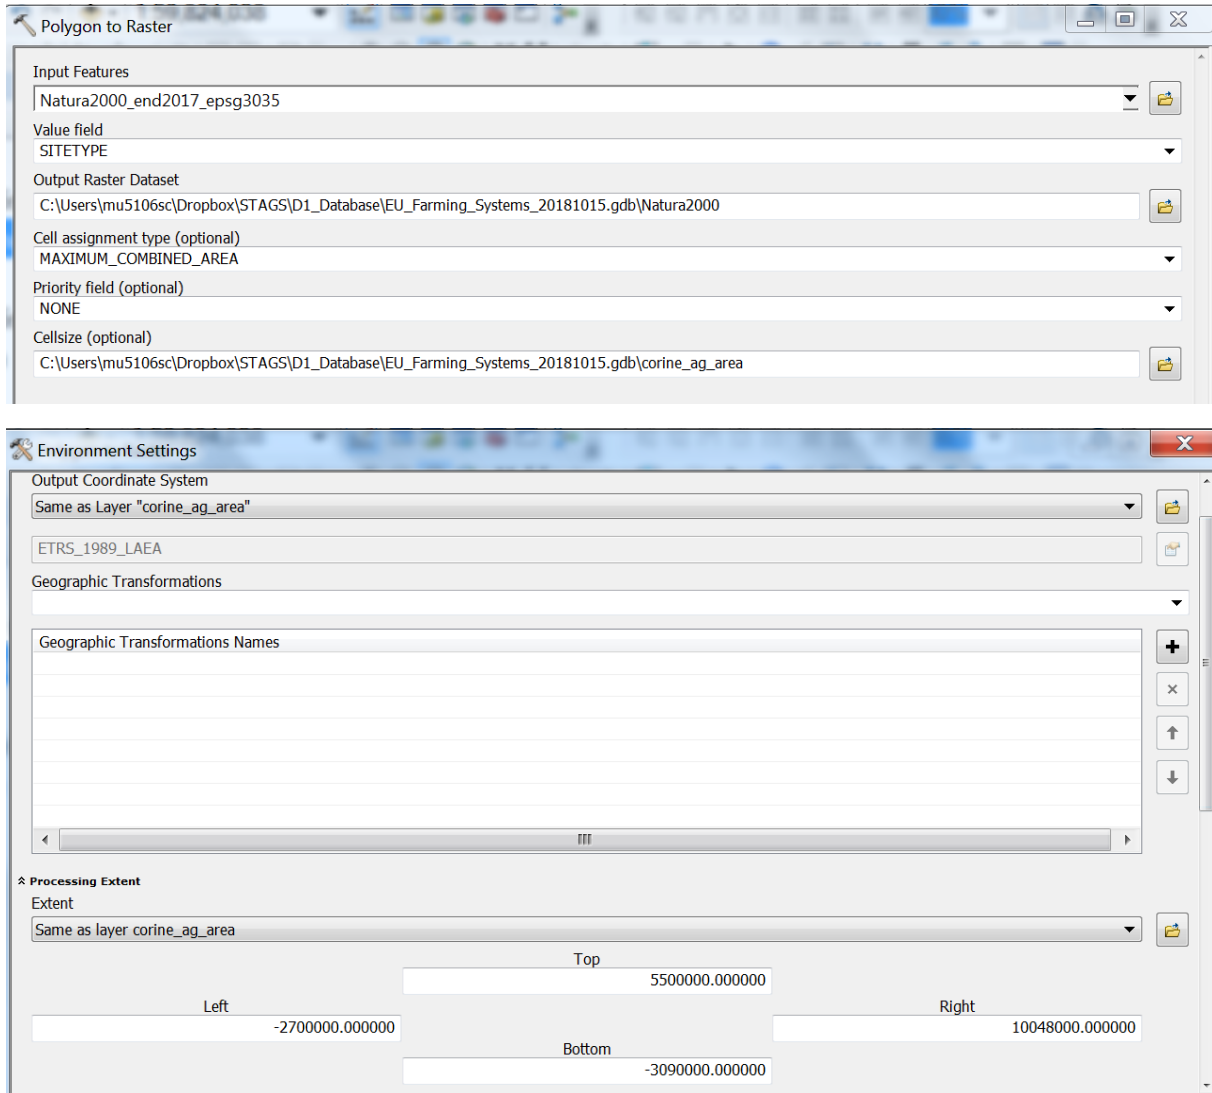 Polygon to Raster
Input Features
Natura2000_end2017_epsg3035
Value field
SITETYPE
Output Raster Dataset
C:\Users\mu5106sc\Dropbox\STAGS\D1_Database\EU_Farming_Systems_20181015.gdb\Natura2000
Cell assignment type (optional)
MAXIMUM_COMBINED_AREA
Priority field (optional)
NONE
Cellsize (optional)
C:\Users\mu5106sc\Dropbox\STAGS\D1_Database\EU_Farming_Systems_20181015.gdb\corine_ag_area
Environment Settings
Output Coordinate System
Same as Layer "corine_ag_area"
ETRS_1989_LAEA
Geographic Transformations
Geographic Transformations Names
Processing Extent
Extent
Same as layer corine_ag_area
Top
5500000.000000
Left
Right
-2700000.000000
10048000.000000
Bottom
-3090000.000000